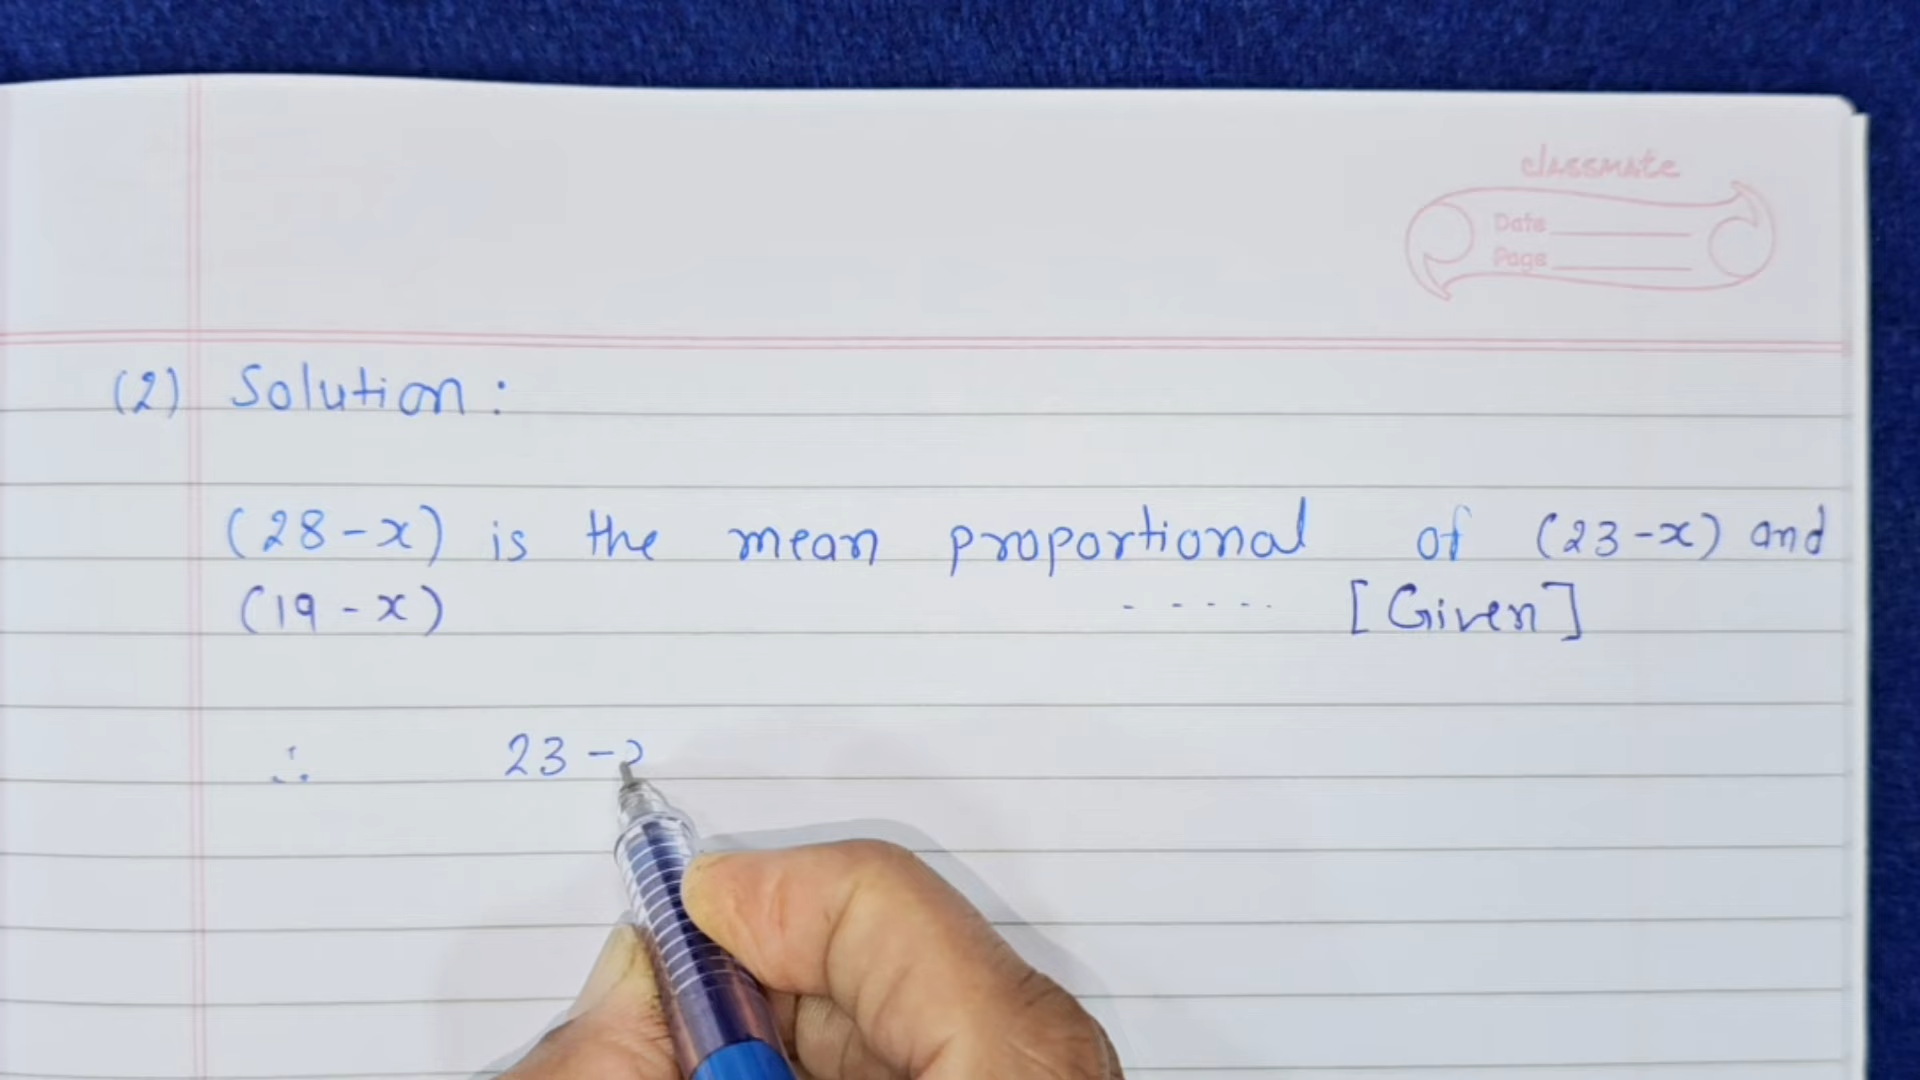 classmate
Date
Page
(2) Solution:
(28-x) is the mean proportional of (23-x) and
(19-x) ..... [Given]
∴ 23-